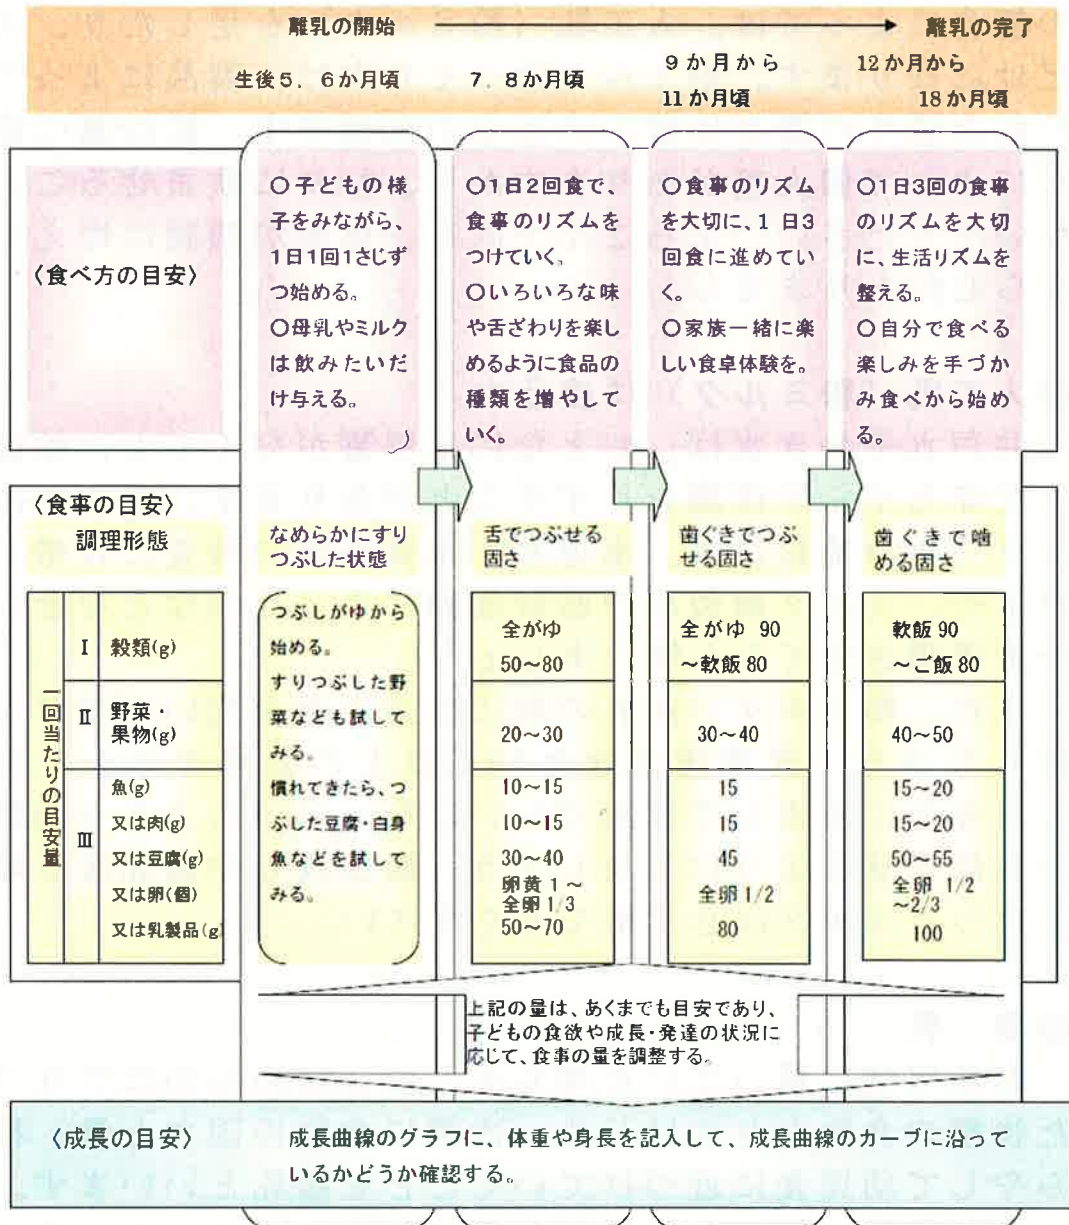 離乳の開始
離乳の完了
生後5．6か月頃
7．8か月頃
9か月から
11か月頃
12か月から
18か月頃
〈食べ方の目安〉
○子どもの様
子をみながら、
1日1回1さじず
つ始める。
○母乳やミルク
は飲みたいだ
け与える。
○1日2回食で、
食事のリズムを
つけていく。
○いろいろな味
や舌ざわりを楽し
めるように食品の
種類を増やして
いく。
○食事のリズム
を大切に、1日3
回食に進めてい
く。
○家族一緒に楽
しい食卓体験を。
○1日3回の食事
のリズムを大切
に、生活リズムを
整える。
○自分で食べる
楽しみを手づか
み食べから始め
る。
〈食事の目安〉
調理形態
なめらかにすり
つぶした状態
舌でつぶせる
固さ
歯ぐきでつぶ
せる固さ
歯ぐきで噛
める固さ
一回当たりの目安量
Ⅰ
穀類(g)
つぶしがゆから
始める。
すりつぶした野
菜なども試して
みる。
慣れてきたら、つ
ぶした豆腐・白身
魚などを試して
みる。
全がゆ
50～80
全がゆ 90
～軟飯 80
軟飯 90
～ご飯 80
Ⅱ
野菜・
果物(g)
20～30
30～40
40～50
Ⅲ
魚(g)
10～15
15
15～20
又は肉(g)
10～15
15
15～20
又は豆腐(g)
30～40
45
50～55
又は卵(個)
卵黄 1～
全卵 1/3
全卵 1/2
全卵 1/2
～2/3
又は乳製品(g)
50～70
80
100
上記の量は、あくまでも目安であり、
子どもの食欲や成長・発達の状況に
応じて、食事の量を調整する。
〈成長の目安〉
成長曲線のグラフに、体重や身長を記入して、成長曲線のカーブに沿って
いるかどうか確認する。